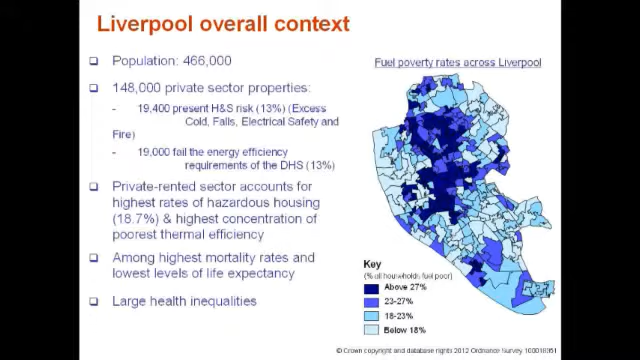 Liverpool overall context
Population: 466,000
148,000 private sector properties:
- 19,400 present H&S risk (13%) (Excess
Cold, Falls, Electrical Safety and
Fire)
- 19,000 fail the energy efficiency
requirements of the DHS (13%)
Private-rented sector accounts for
highest rates of hazardous housing
(18.7%) & highest concentration of
poorest thermal efficiency
Among highest mortality rates and
lowest levels of life expectancy
Large health inequalities
Fuel poverty rates across Liverpool
Key
(% all households fuel poor)
Above 27%
23-27%
18-23%
Below 18%
© Crown copyright and database rights 2012 Ordnance Survey